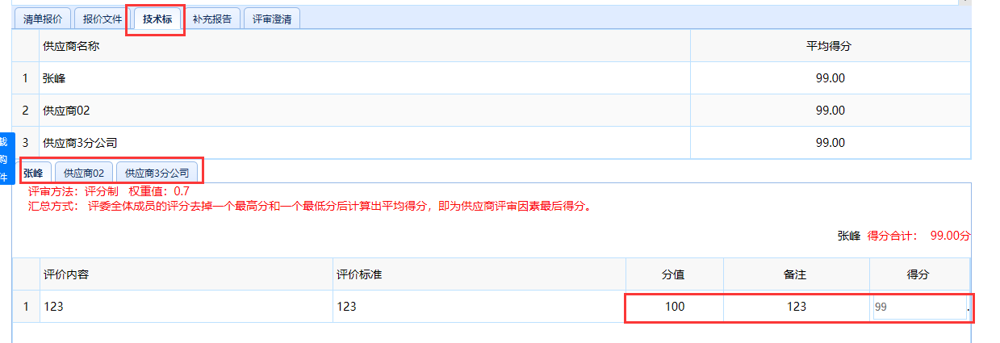 清单报价 报价文件 技术标 补充报告 评审澄清
供应商名称 平均得分
1 张峰 99.00
2 供应商02 99.00
3 供应商3分公司 99.00
载
购
件
张峰 供应商02 供应商3分公司
评审方法：评分制 权重值：0.7
汇总方式： 评委全体成员的评分去掉一个最高分和一个最低分后计算出平均得分，即为供应商评审因素最后得分。
张峰 得分合计： 99.00分
评价内容 评价标准 分值 备注 得分
1 123 123 100 123 99 .